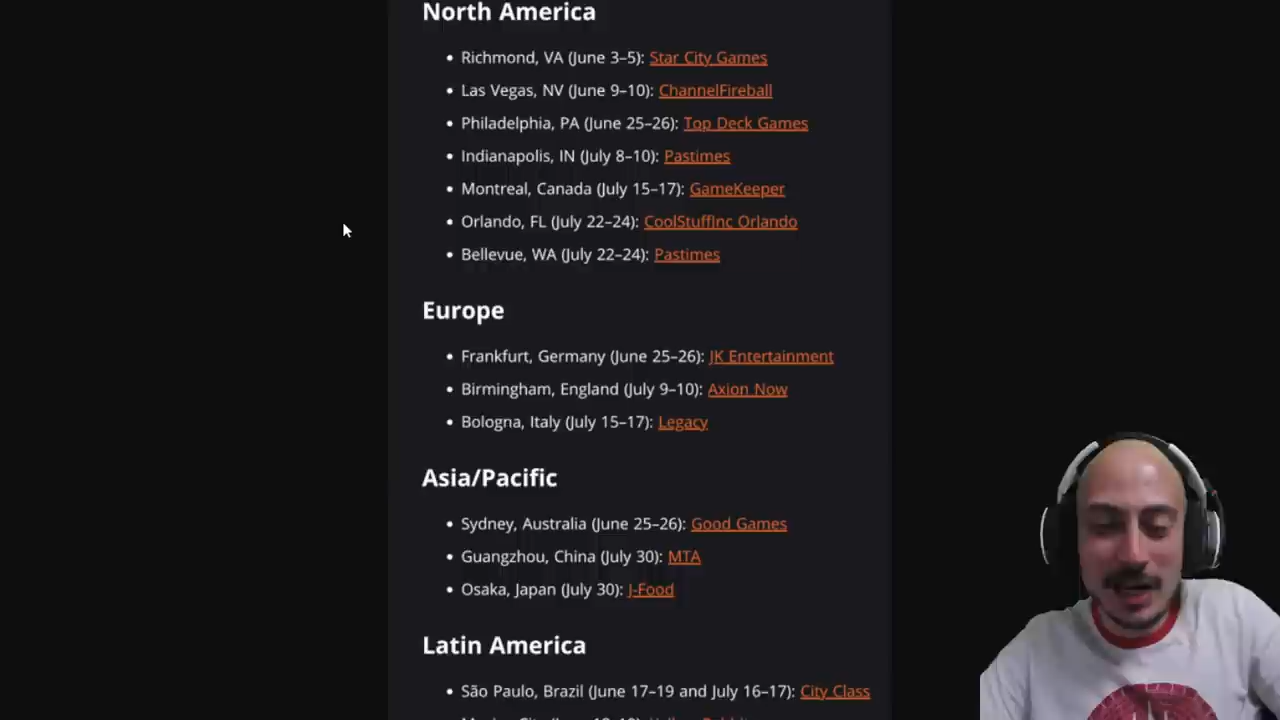 North America
• Richmond, VA (June 3–5): Star City Games
• Las Vegas, NV (June 9–10): ChannelFireball
• Philadelphia, PA (June 25–26): Top Deck Games
• Indianapolis, IN (July 8–10): Pastimes
• Montreal, Canada (July 15–17): GameKeeper
• Orlando, FL (July 22–24): CoolStuffInc Orlando
• Bellevue, WA (July 22–24): Pastimes
Europe
• Frankfurt, Germany (June 25–26): JK Entertainment
• Birmingham, England (July 9–10): Axion Now
• Bologna, Italy (July 15–17): Legacy
Asia/Pacific
• Sydney, Australia (June 25–26): Good Games
• Guangzhou, China (July 30): MTA
• Osaka, Japan (July 30): J-Food
Latin America
• São Paulo, Brazil (June 17–19 and July 16–17): City Class